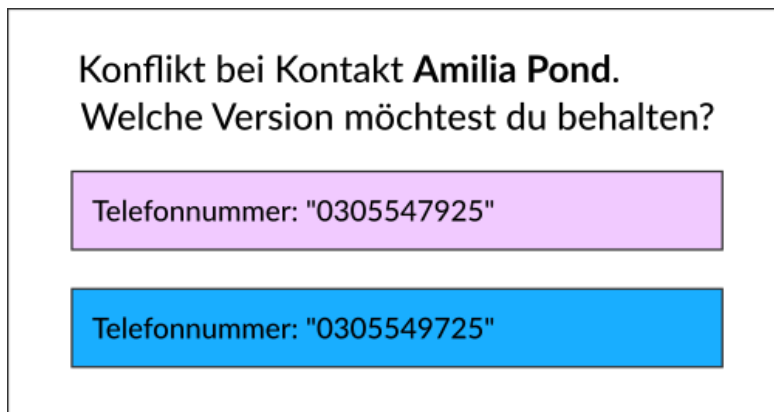 Konflikt bei Kontakt Amilia Pond.
Welche Version möchtest du behalten?
Telefonnummer: "0305547925"
Telefonnummer: "0305549725"